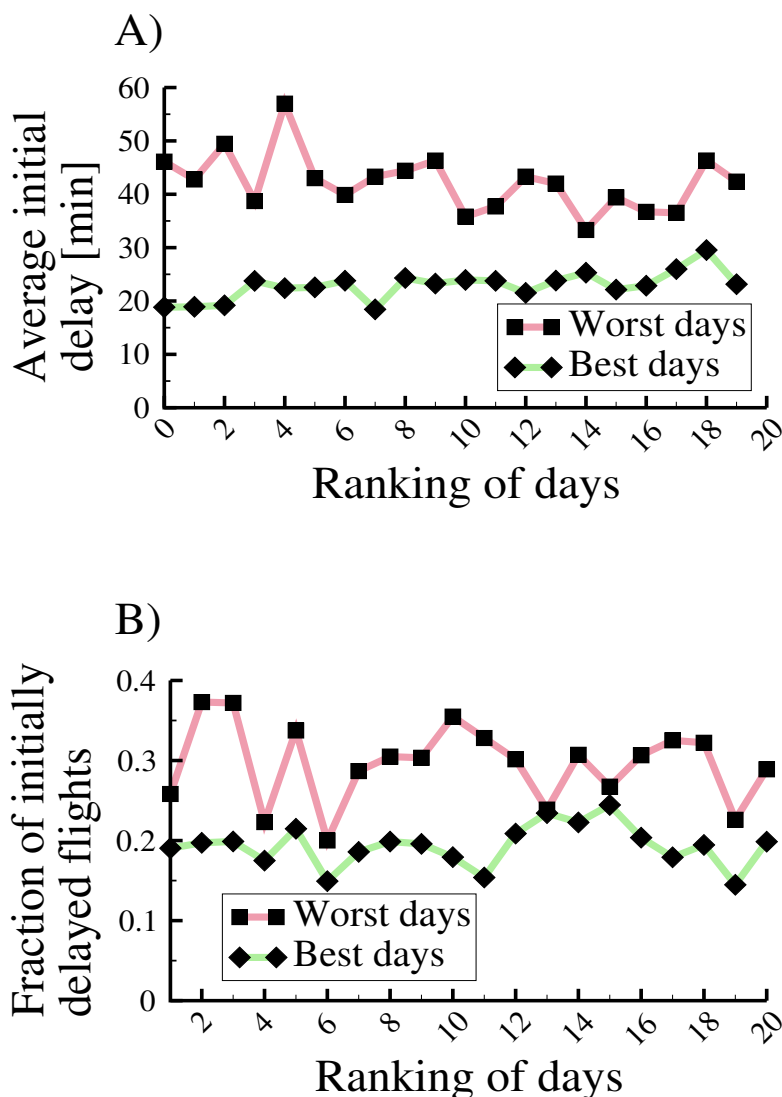 A)
60
50
40
30
20
10
0
Average initial
delay [min]
Worst days
Best days
0 2 4 6 8 10 12 14 16 18 20
Ranking of days
B)
0.4
0.3
0.2
0.1
0
Fraction of initially
delayed flights
Worst days
Best days
2 4 6 8 10 12 14 16 18 20
Ranking of days